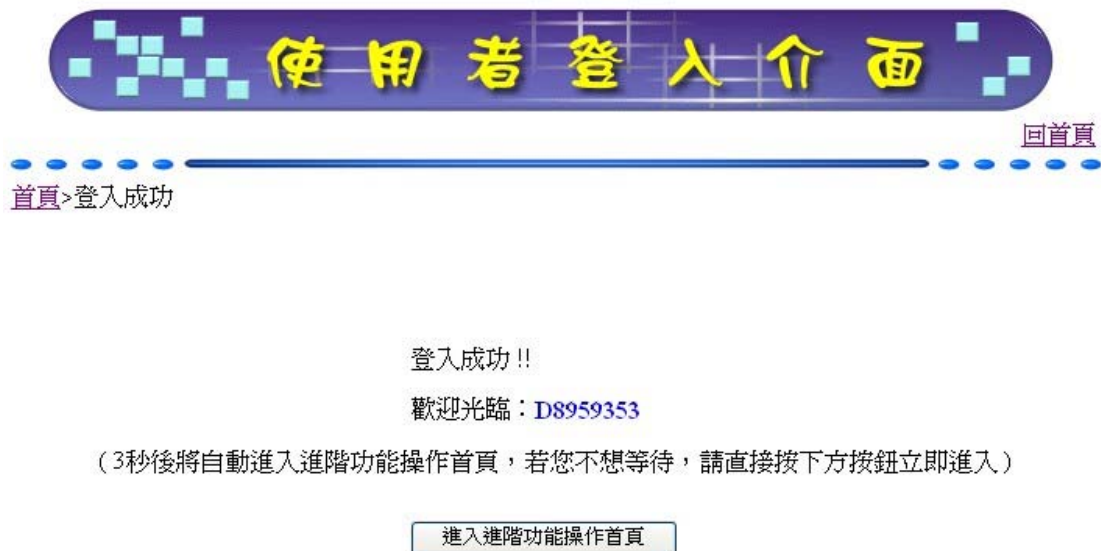 使用者登入介面
回首頁
首頁>登入成功
登入成功!!
歡迎光臨：D8959353
(3秒後將自動進入進階功能操作首頁，若您不想等待，請直接按下方按鈕立即進入)
進入進階功能操作首頁